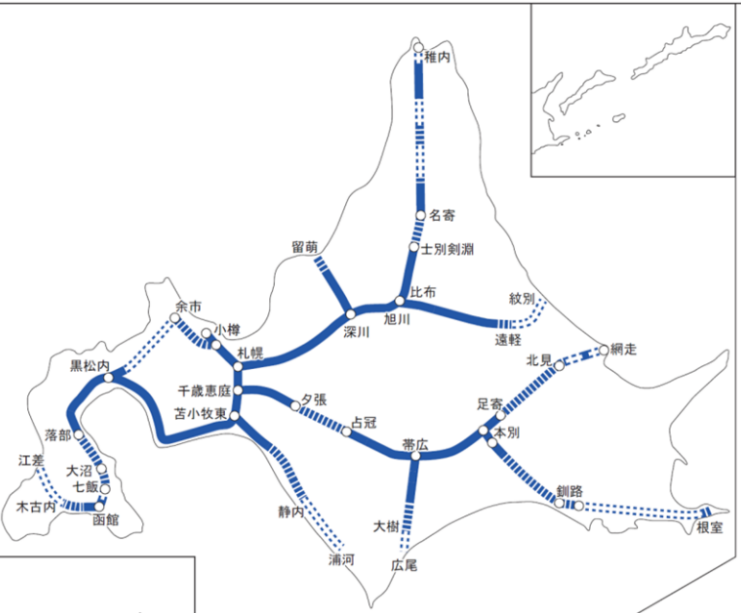 稚内
名寄
士別剣淵
留萌
比布
紋別
余市
小樽
旭川
深川
遠軽
札幌
北見
網走
黒松内
千歳恵庭
夕張
足寄
苫小牧東
占冠
本別
落部
帯広
江差
大沼
七飯
釧路
木古内
函館
静内
大樹
根室
浦河
広尾